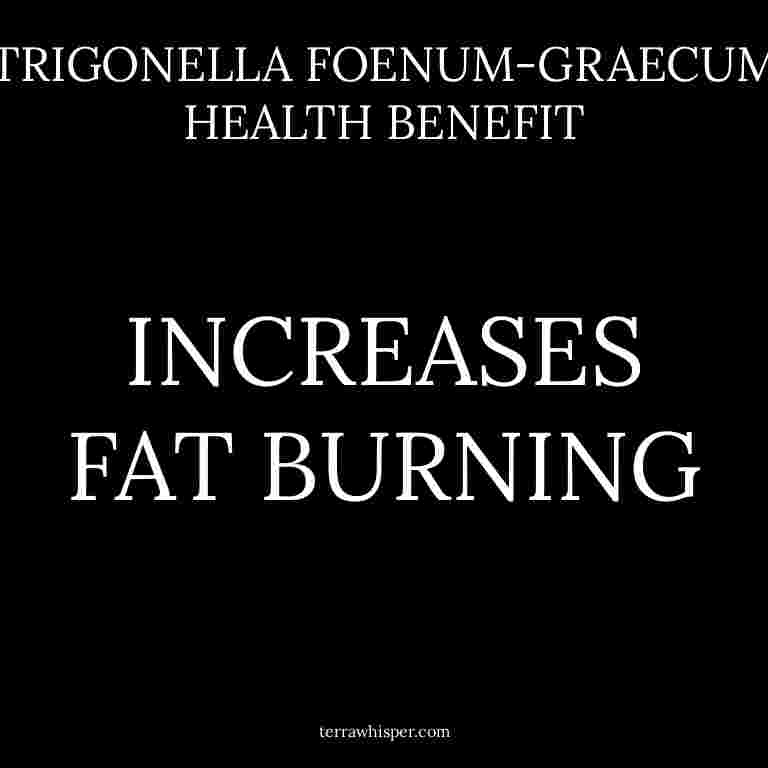 TRIGONELLA FOENUM-GRAECUM
HEALTH BENEFIT
INCREASES
FAT BURNING
terrawhisper.com